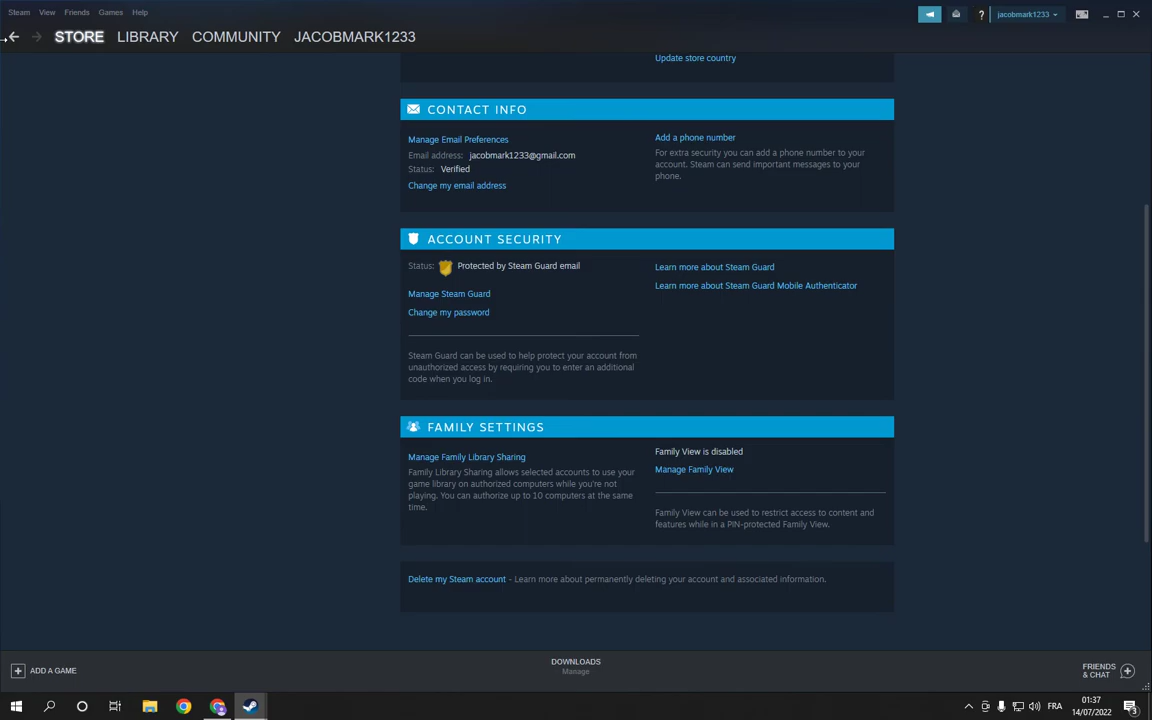 Steam View Friends Games Help
? jacobmark1233
STORE LIBRARY COMMUNITY JACOBMARK1233
Update store country
CONTACT INFO
Manage Email Preferences
Email address: jacobmark1233@gmail.com
Status: Verified
Change my email address
Add a phone number
For extra security you can add a phone number to your
account. Steam can send important messages to your
phone.
ACCOUNT SECURITY
Status: Protected by Steam Guard email
Manage Steam Guard
Change my password
Steam Guard can be used to help protect your account from
unauthorized access by requiring you to enter an additional
code when you log in.
Learn more about Steam Guard
Learn more about Steam Guard Mobile Authenticator
FAMILY SETTINGS
Manage Family Library Sharing
Family Library Sharing allows selected accounts to use your
game library on authorized computers while you're not
playing. You can authorize up to 10 computers at the same
time.
Family View is disabled
Manage Family View
Family View can be used to restrict access to content and
features while in a PIN-protected Family View.
Delete my Steam account - Learn more about permanently deleting your account and associated information.
ADD A GAME
DOWNLOADS
Manage
FRIENDS
& CHAT
FRA
01:37
14/07/2022
3